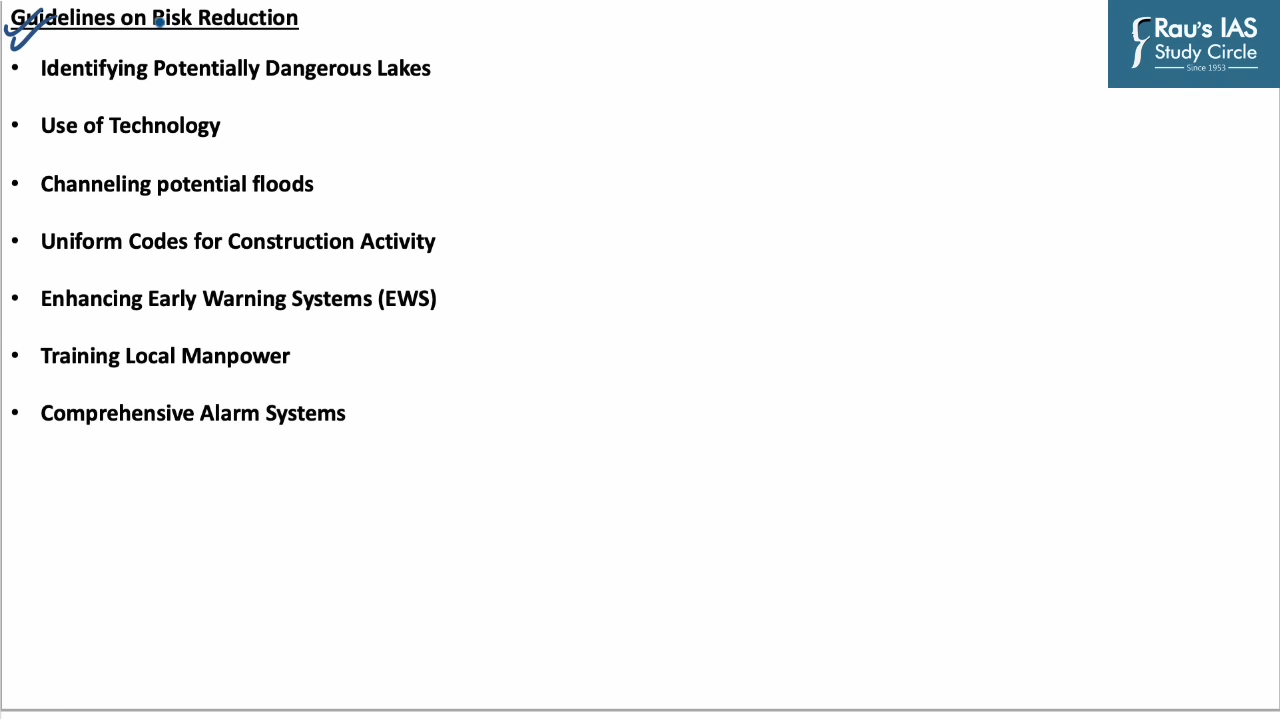 Guidelines on Risk Reduction
Rau's IAS
Study Circle
Since 1953
• Identifying Potentially Dangerous Lakes
• Use of Technology
• Channeling potential floods
• Uniform Codes for Construction Activity
• Enhancing Early Warning Systems (EWS)
• Training Local Manpower
• Comprehensive Alarm Systems